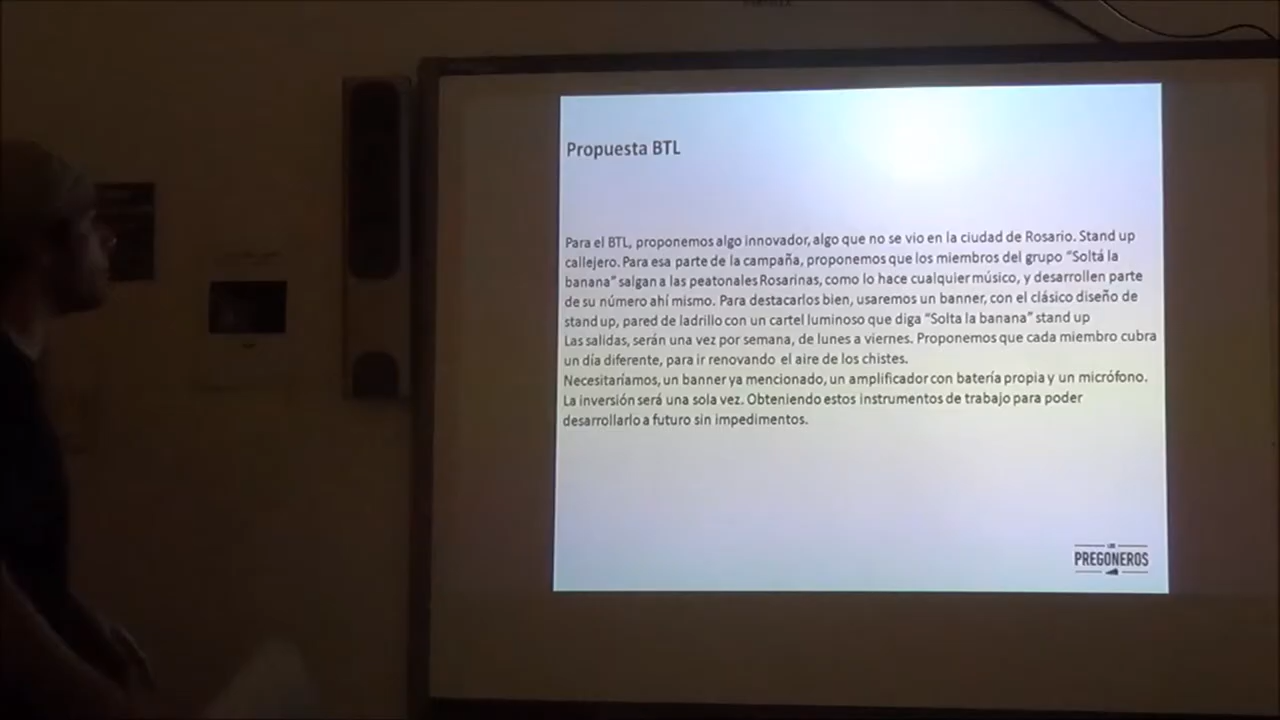 Propuesta BTL
Para el BTL, proponemos algo innovador, algo que no se vio en la ciudad de Rosario. Stand up
callejero. Para esa parte de la campaña, proponemos que los miembros del grupo “Soltá la
banana” salgan a las peatonales Rosarinas, como lo hace cualquier músico, y desarrollen parte
de su número ahí mismo. Para destacarlos bien, usaremos un banner, con el clásico diseño de
stand up, pared de ladrillo con un cartel luminoso que diga “Solta la banana” stand up
Las salidas, serán una vez por semana, de lunes a viernes. Proponemos que cada miembro cubra
un día diferente, para ir renovando el aire de los chistes.
Necesitaríamos, un banner ya mencionado, un amplificador con batería propia y un micrófono.
La inversión será una sola vez. Obteniendo estos instrumentos de trabajo para poder
desarrollarlo a futuro sin impedimentos.
PREGONEROS